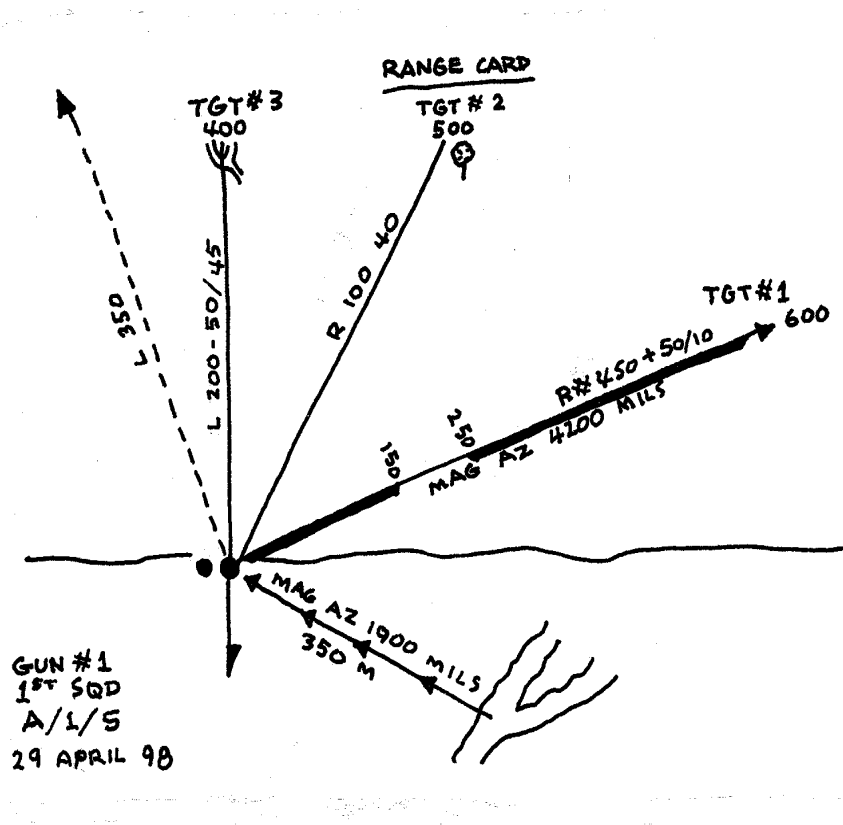 RANGE CARD
TGT #3
400
TGT # 2
500
TGT #1
600
L 350
L 200-50/45
R 100 40
R# 450 + 50/10
MAG AZ 4200 MILS
150
250
MAG AZ 1900 MILS
350 M
GUN #1
1ST SQD
A/1/5
29 APRIL 98